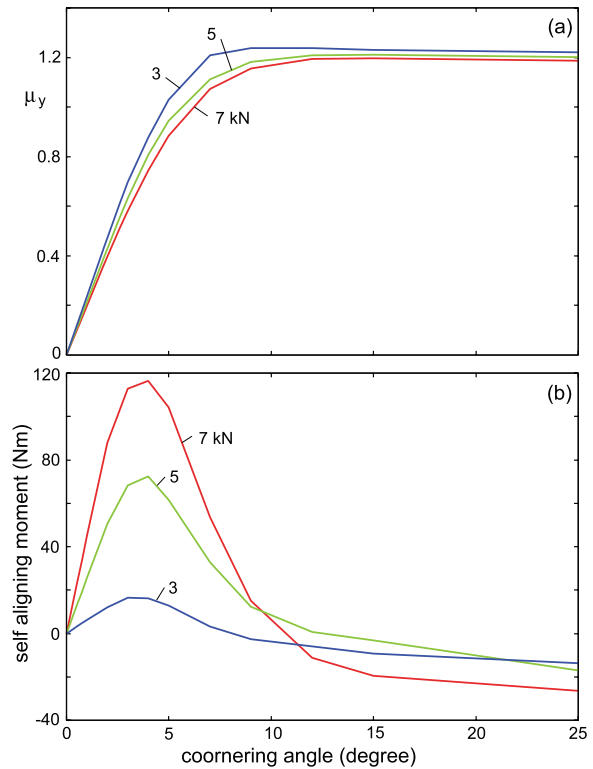 (a)
1.2
0.8
0.4
0
μy
3
5
7 kN
(b)
120
80
40
0
-40
self aligning moment (Nm)
7 kN
5
3
0 5 10 15 20 25
coornering angle (degree)